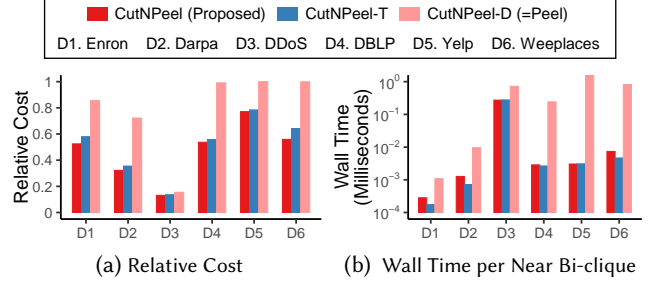 CutNPeel (Proposed) CutNPeel-T CutNPeel-D (=Peel)
D1. Enron D2. Darpa D3. DDoS D4. DBLP D5. Yelp D6. Weeplaces
Relative Cost
1
0.8
0.6
0.4
0.2
0
D1 D2 D3 D4 D5 D6
(a) Relative Cost
Wall Time
(Milliseconds)
10⁰
10⁻¹
10⁻²
10⁻³
10⁻⁴
D1 D2 D3 D4 D5 D6
(b) Wall Time per Near Bi-clique